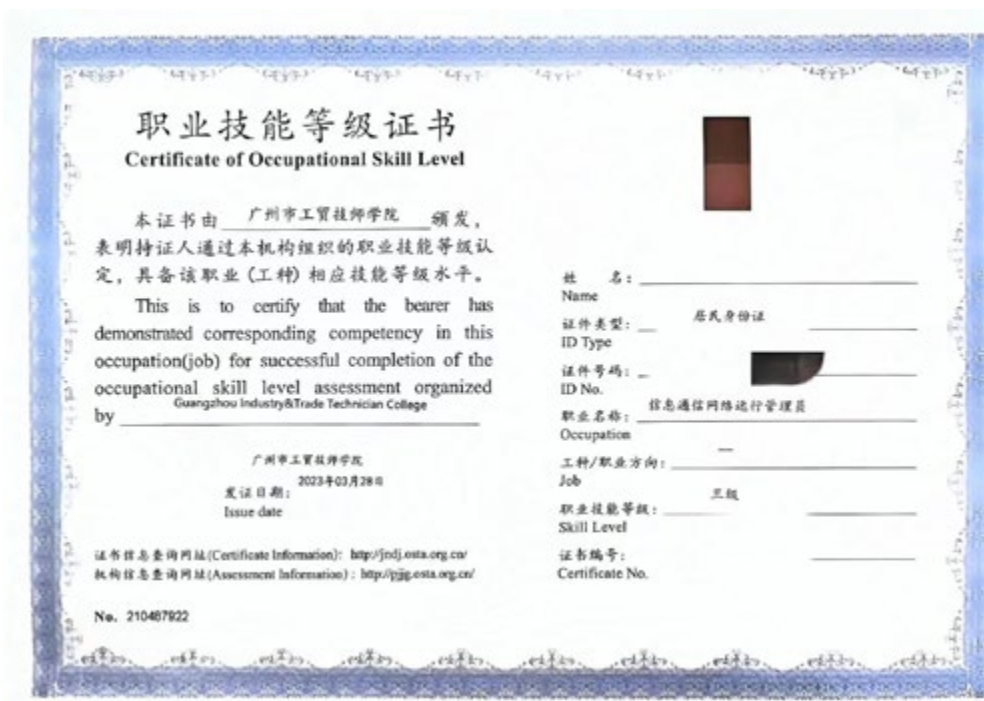 职业技能等级证书
Certificate of Occupational Skill Level
本证书由 广州市工贸技师学院 颁发，
表明持证人通过本机构组织的职业技能等级认
定，具备该职业（工种）相应技能等级水平。
This is to certify that the bearer has
demonstrated corresponding competency in this
occupation(job) for successful completion of the
occupational skill level assessment organized
by Guangzhou Industry&Trade Technician College
广州市工贸技师学院
发证日期： 2023年03月28日
Issue date
证书信息查询网址(Certificate Information): http://jndj.osta.org.cn/
机构信息查询网址(Assessment Information) : http://pjjg.osta.org.cn/
No. 210487922
姓 名：
Name
证件类型： 居民身份证
ID Type
证件号码：
ID No.
职业名称： 信息通信网络运行管理员
Occupation
工种/职业方向： —
Job
职业技能等级： 三级
Skill Level
证书编号：
Certificate No.